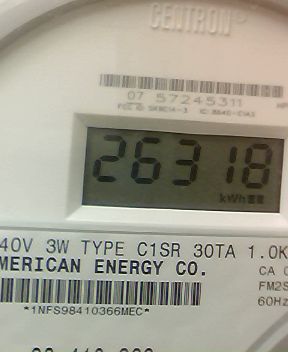 CENTRON®
07 57245311
26318
kWh
40V 3W TYPE C1SR 30TA 1.0K
MERICAN ENERGY CO.
CA
FM2S
60Hz
*1NFS98410366MEC*